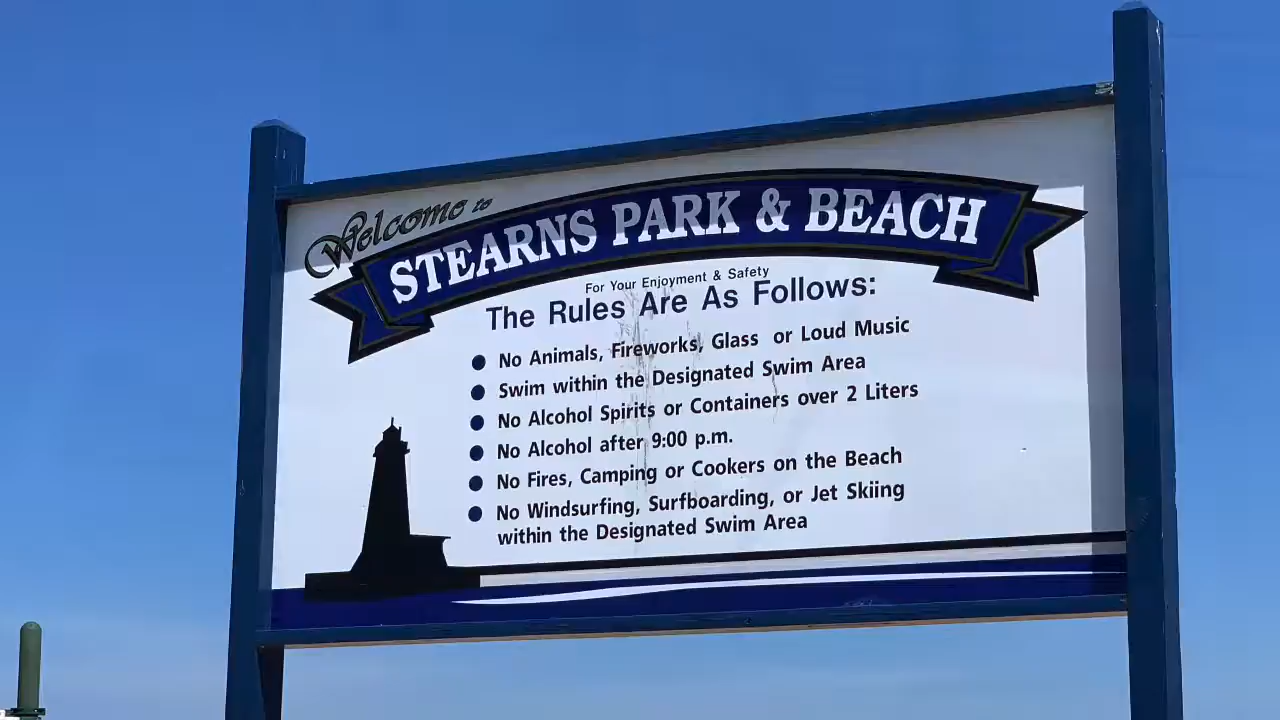 Welcome to
STEARNS PARK & BEACH
For Your Enjoyment & Safety
The Rules Are As Follows:
No Animals, Fireworks, Glass or Loud Music
Swim within the Designated Swim Area
No Alcohol Spirits or Containers over 2 Liters
No Alcohol after 9:00 p.m.
No Fires, Camping or Cookers on the Beach
No Windsurfing, Surfboarding, or Jet Skiing
within the Designated Swim Area